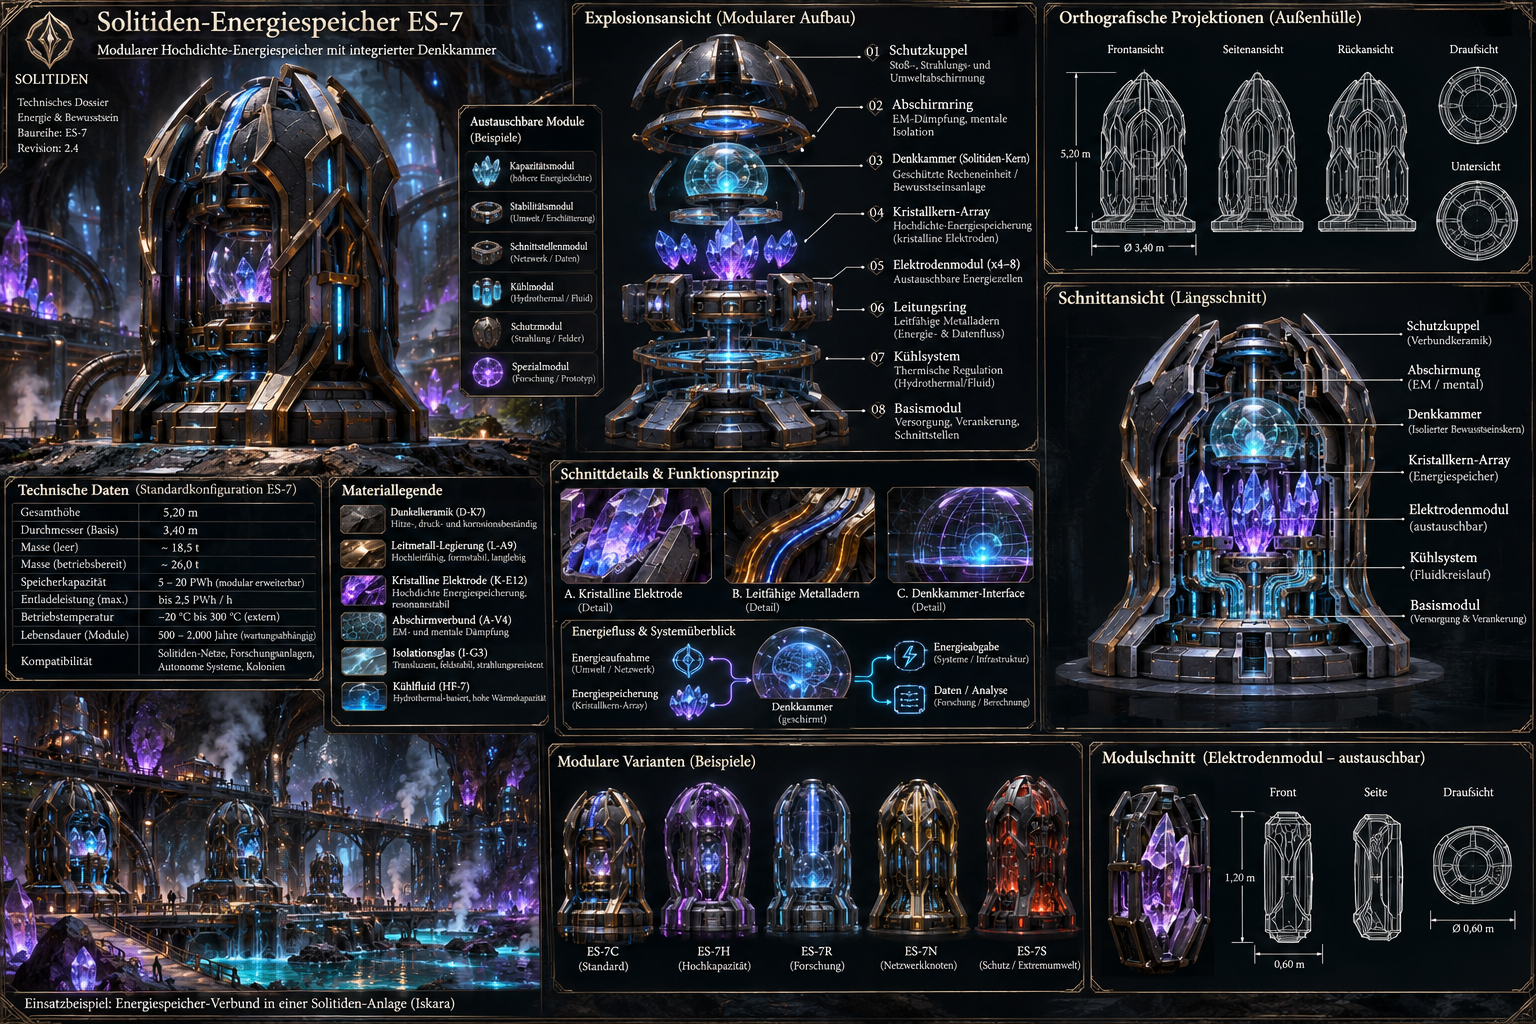 SOLITIDEN
Solitiden-Energiespeicher ES-7
Modularer Hochdichte-Energiespeicher mit integrierter Denkkammer
Technisches Dossier
Energie & Bewusstsein
Baureihe: ES-7
Revision: 2.4
Austauschbare Module
(Beispiele)
Kapazitätsmodul
(höhere Energiedichte)
Stabilitätsmodul
(Umwelt / Erschütterung)
Schnittstellenmodul
(Netzwerk / Daten)
Kühlmodul
(Hydrothermal / Fluid)
Schutzmodul
(Strahlung / Felder)
Spezialmodul
(Forschung / Prototyp)
Explosionsansicht (Modularer Aufbau)
01 Schutzkuppel
Stoß-, Strahlungs- und
Umweltabschirmung
02 Abschirmring
EM-Dämpfung, mentale
Isolation
03 Denkkammer (Solitiden-Kern)
Geschützte Recheneinheit /
Bewusstseinsanlage
04 Kristallkern-Array
Hochdichte-Energiespeicherung
(kristalline Elektroden)
05 Elektrodenmodul (x4–8)
Austauschbare Energiezellen
06 Leitungsring
Leitfähige Metalladern
(Energie- & Datenfluss)
07 Kühlsystem
Thermische Regulation
(Hydrothermal/Fluid)
08 Basismodul
Versorgung, Verankerung,
Schnittstellen
Orthografische Projektionen (Außenhülle)
Frontansicht
Seitenansicht
Rückansicht
Draufsicht
Untersicht
5,20 m
Ø 3,40 m
Schnittansicht (Längsschnitt)
Schutzkuppel
(Verbundkeramik)
Abschirmung
(EM / mental)
Denkkammer
(Isolierter Bewusstseinskern)
Kristallkern-Array
(Energiespeicher)
Elektrodenmodul
(austauschbar)
Kühlsystem
(Fluidkreislauf)
Basismodul
(Versorgung & Verankerung)
Technische Daten (Standardkonfiguration ES-7)
Gesamthöhe 5,20 m
Durchmesser (Basis) 3,40 m
Masse (leer) ~ 18,5 t
Masse (betriebsbereit) ~ 26,0 t
Speicherkapazität 5 – 20 PWh (modular erweiterbar)
Entladeleistung (max.) bis 2,5 PWh / h
Betriebstemperatur −20 °C bis 300 °C (extern)
Lebensdauer (Module) 500 – 2,000 Jahre (wartungsabhängig)
Kompatibilität Solitiden-Netze, Forschungsanlagen,
Autonome Systeme, Kolonien
Materiallegende
Dunkelkeramik (D-K7)
Hitze-, druck- und korrosionsbeständig
Leitmetall-Legierung (L-A9)
Hochleitfähig, formstabil, langlebig
Kristalline Elektrode (K-E12)
Hochdichte Energiespeicherung,
resonanzstabil
Abschirmverbund (A-V4)
EM- und mentale Dämpfung
Isolationsglas (I-G3)
Transluzent, feldstabil, strahlungsresistent
Kühlfluid (HF-7)
Hydrothermal-basiert, hohe Wärmekapazität
Schnittdetails & Funktionsprinzip
A. Kristalline Elektrode
(Detail)
B. Leitfähige Metalladern
(Detail)
C. Denkkammer-Interface
(Detail)
Energiefluss & Systemüberblick
Energieaufnahme
(Umwelt / Netzwerk)
Energiespeicherung
(Kristallkern-Array)
Denkkammer
(geschirmt)
Energieabgabe
(Systeme / Infrastruktur)
Daten / Analyse
(Forschung / Berechnung)
Einsatzbeispiel: Energiespeicher-Verbund in einer Solitiden-Anlage (Iskara)
Modulare Varianten (Beispiele)
ES-7C
(Standard)
ES-7H
(Hochkapazität)
ES-7R
(Forschung)
ES-7N
(Netzwerkknoten)
ES-7S
(Schutz / Extremumwelt)
Modulschnitt (Elektrodenmodul – austauschbar)
Front
Seite
Draufsicht
1,20 m
0,60 m
Ø 0,60 m